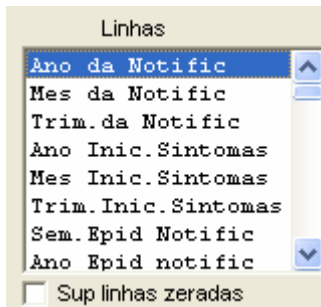 Linhas
Ano da Notific
Mes da Notific
Trim.da Notific
Ano Inic.Sintomas
Mes Inic.Sintomas
Trim.Inic.Sintomas
Sem.Epid Notific
Ano Epid notific
Sup linhas zeradas